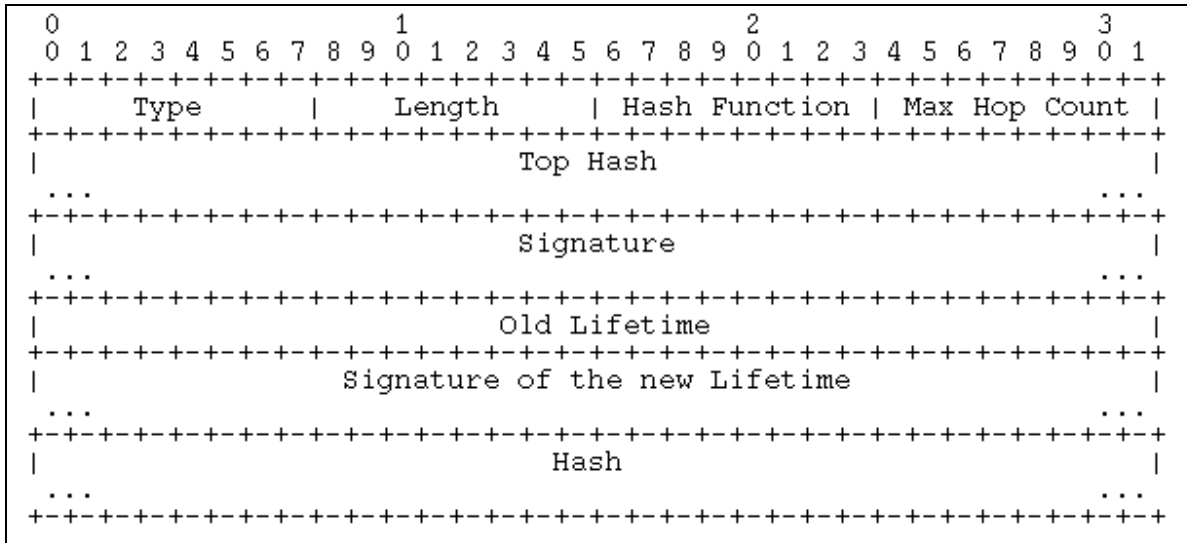 0                   1                   2                   3
0 1 2 3 4 5 6 7 8 9 0 1 2 3 4 5 6 7 8 9 0 1 2 3 4 5 6 7 8 9 0 1
+-+-+-+-+-+-+-+-+-+-+-+-+-+-+-+-+-+-+-+-+-+-+-+-+-+-+-+-+-+-+-+-+
|     Type      |    Length     | Hash Function | Max Hop Count |
+-+-+-+-+-+-+-+-+-+-+-+-+-+-+-+-+-+-+-+-+-+-+-+-+-+-+-+-+-+-+-+-+
|                           Top Hash                            |
...                                                          ...
+-+-+-+-+-+-+-+-+-+-+-+-+-+-+-+-+-+-+-+-+-+-+-+-+-+-+-+-+-+-+-+-+
|                           Signature                           |
...                                                          ...
+-+-+-+-+-+-+-+-+-+-+-+-+-+-+-+-+-+-+-+-+-+-+-+-+-+-+-+-+-+-+-+-+
|                          Old Lifetime                         |
+-+-+-+-+-+-+-+-+-+-+-+-+-+-+-+-+-+-+-+-+-+-+-+-+-+-+-+-+-+-+-+-+
|                 Signature of the new Lifetime                 |
...                                                          ...
+-+-+-+-+-+-+-+-+-+-+-+-+-+-+-+-+-+-+-+-+-+-+-+-+-+-+-+-+-+-+-+-+
|                             Hash                              |
...                                                          ...
+-+-+-+-+-+-+-+-+-+-+-+-+-+-+-+-+-+-+-+-+-+-+-+-+-+-+-+-+-+-+-+-+